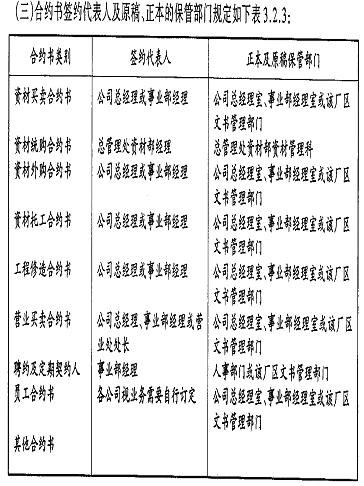 (三)合约书签约代表人及原稿、正本的保管部门规定如下表3.2.3:
合约书类别 签约代表人 正本及原稿保管部门
资材买卖合约书 公司总经理或事业部经理 公司总经理室、事业部经理室或该厂区
文书管理部门
资材统购合约书 总管理处资材部经理 总管理处资材部资材管理科
资材外购合约书 公司总经理或事业部经理 公司总经理室、事业部经理室或该厂区
文书管理部门
资材托工合约书 公司总经理或事业部经理 公司总经理室、事业部经理室或该厂区
文书管理部门
工程修造合约书 公司总经理或事业部经理 公司总经理室、事业部经理室或该厂区
文书管理部门
营业买卖合约书 公司总经理、事业部经理或营 公司总经理室、事业部经理室或该厂区
业处处长 文书管理部门
聘约及定期契约人 事业部经理 人事部门或该厂区文书管理部门
员工合约书 各公司视业务需要自行订定 公司总经理室、事业部经理室或该厂区
文书管理部门
其他合约书